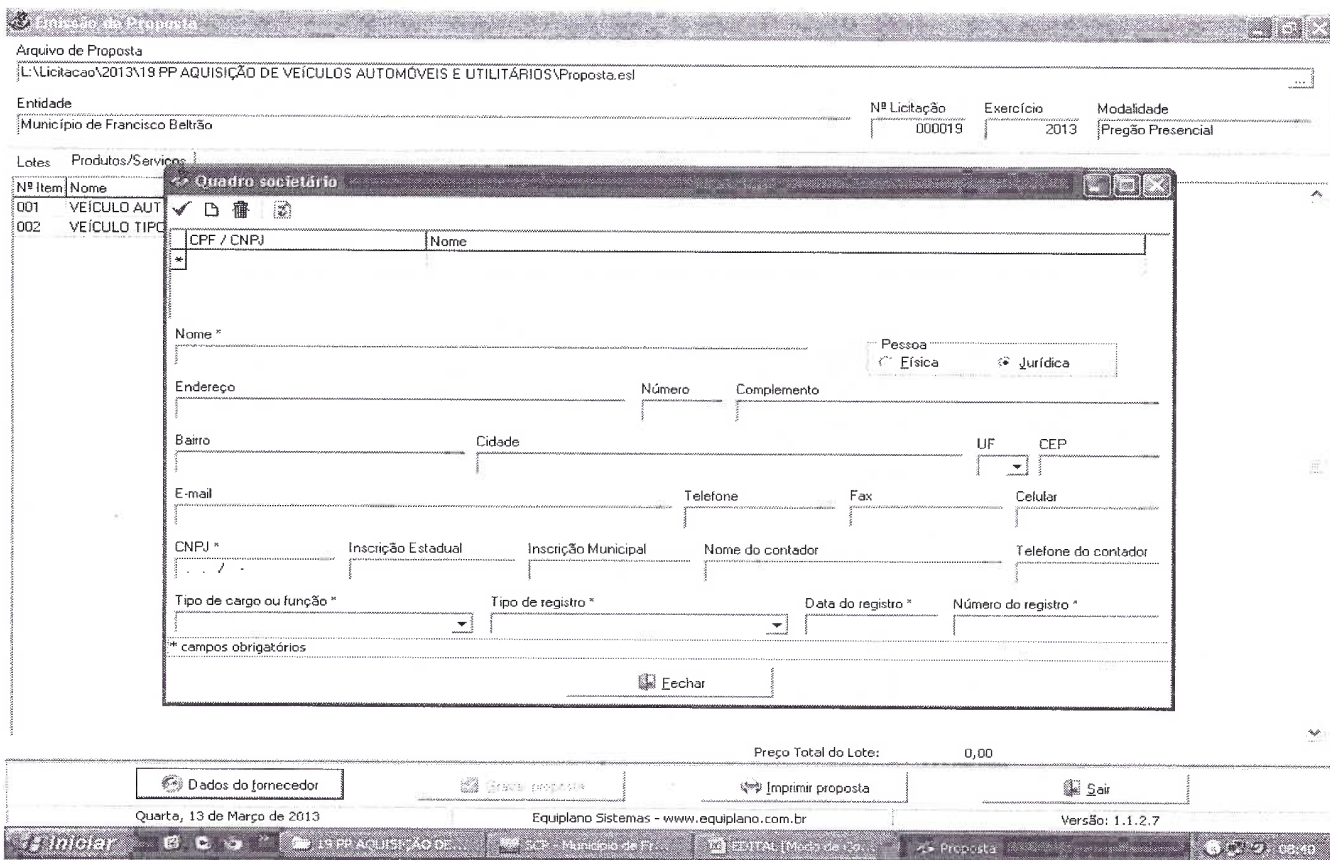 Emissão da Proposta
Arquivo de Proposta
L:\Licitacao\2013\19 PP AQUISIÇÃO DE VEÍCULOS AUTOMÓVEIS E UTILITÁRIOS\Proposta.esl
...
Entidade Nº Licitação Exercício Modalidade
Município de Francisco Beltrão 000019 2013 Pregão Presencial
Lotes Produtos/Serviços
Nº Item Nome
001 VEÍCULO AUT
002 VEÍCULO TIPO
Quadro societário
CPF / CNPJ Nome
*
Nome *
Pessoa
Física Jurídica
Endereço Número Complemento
Bairro Cidade UF CEP
E-mail Telefone Fax Celular
CNPJ * Inscrição Estadual Inscrição Municipal Nome do contador Telefone do contador
. . / -
Tipo de cargo ou função * Tipo de registro * Data do registro * Número do registro *
* campos obrigatórios
Fechar
Preço Total do Lote: 0,00
Dados do fornecedor Gravar proposta Imprimir proposta Sair
Quarta, 13 de Março de 2013 Equiplano Sistemas - www.equiplano.com.br Versão: 1.1.2.7
Iniciar 19 PP AQUISIÇÃO DE... SCP - Município de Fr... EDITAL [Modo de Co... Proposta 08:40